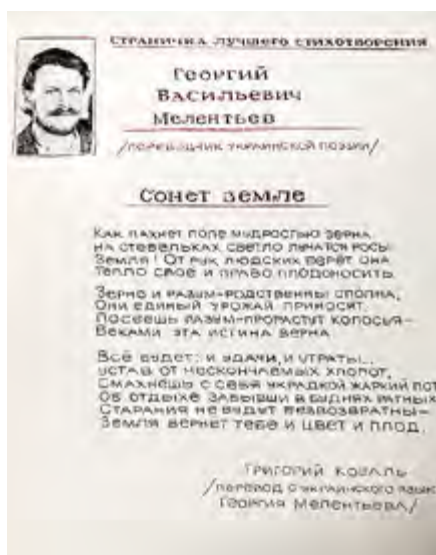 СТРАНИЧКА ЛУЧШЕГО СТИХОТВОРЕНИЯ
ГЕОРГИЙ
ВАСИЛЬЕВИЧ
МЕЛЕНТЬЕВ
/ПЕРЕВОДЧИК УКРАИНСКОЙ ПОЭЗИИ/
СОНЕТ ЗЕМЛЕ
КАК ПАХНЕТ ПОЛЕ МУДРОСТЬЮ ЗЕРНА
НА СТЕБЕЛЬКАХ СВЕТЛО ЛУЧАТСЯ РОСЫ
ЗЕМЛЯ! ОТ РУК ЛЮДСКИХ БЕРЁТ ОНА
ТЕПЛО СВОЕ И ПРАВО ПЛОДОНОСИТЬ.
ЗЕРНО И РАЗУМ-РОДСТВЕННЫ СПОЛНА,
ОНИ ЕДИНЫЙ УРОЖАЙ ПРИНОСЯТ.
ПОСЕЕШЬ РАЗУМ-ПРОРАСТУТ КОЛОСЬЯ-
ВЕКАМИ ЭТА ИСТИНА ВЕРНА.
ВСЁ БУДЕТ: И УДАЧИ, И УТРАТЫ...
УСТАВ ОТ НЕСКОНЧАЕМЫХ ХЛОПОТ,
СМАХНЁШЬ С СЕБЯ УКРАДКОЙ ЖАРКИЙ ПОТ
ОБ ОТДЫХЕ ЗАБЫВШИ В БУДНЯХ РАТНЫХ
СТАРАНИЯ НЕ БУДУТ БЕЗВОЗВРАТНЫ-
ЗЕМЛЯ ВЕРНЕТ ТЕБЕ И ЦВЕТ И ПЛОД.
ГРИГОРИЙ КОВАЛЬ
/ПЕРЕВОД С УКРАИНСКОГО ЯЗЫКА
ГЕОРГИЯ МЕЛЕНТЬЕВА/